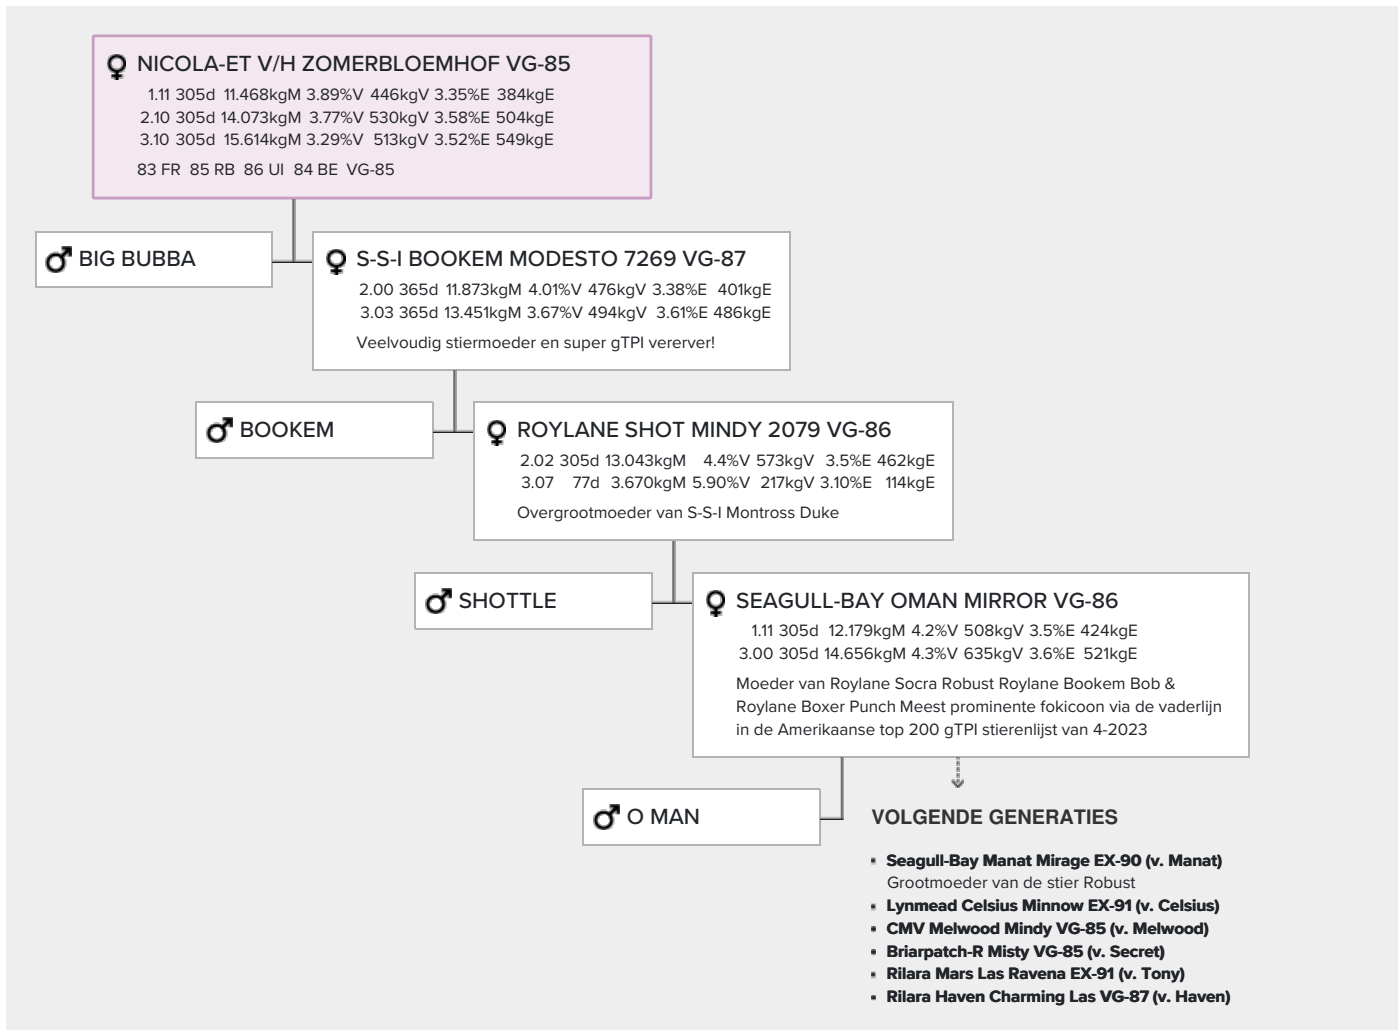 NICOLA-ET V/H ZOMERBLOEMHOF VG-85
1.11 305d 11.468kgM 3.89%V 446kgV 3.35%E 384kgE
2.10 305d 14.073kgM 3.77%V 530kgV 3.58%E 504kgE
3.10 305d 15.614kgM 3.29%V 513kgV 3.52%E 549kgE
83 FR 85 RB 86 UI 84 BE VG-85
BIG BUBBA
S-S-I BOOKEM MODESTO 7269 VG-87
2.00 365d 11.873kgM 4.01%V 476kgV 3.38%E 401kgE
3.03 365d 13.451kgM 3.67%V 494kgV 3.61%E 486kgE
Veelvoudig stiermoeder en super gTPI vererver!
BOOKEM
ROYLANE SHOT MINDY 2079 VG-86
2.02 305d 13.043kgM 4.4%V 573kgV 3.5%E 462kgE
3.07 77d 3.670kgM 5.90%V 217kgV 3.10%E 114kgE
Overgrootmoeder van S-S-I Montross Duke
SHOTTLE
SEAGULL-BAY OMAN MIRROR VG-86
1.11 305d 12.179kgM 4.2%V 508kgV 3.5%E 424kgE
3.00 305d 14.656kgM 4.3%V 635kgV 3.6%E 521kgE
Moeder van Roylane Socra Robust Roylane Bookem Bob &
Roylane Boxer Punch Meest prominente fokicoon via de vaderlijn
in de Amerikaanse top 200 gTPI stierenlijst van 4-2023
O MAN
VOLGENDE GENERATIES
▪ Seagull-Bay Manat Mirage EX-90 (v. Manat)
Grootmoeder van de stier Robust
▪ Lynmead Celsius Minnow EX-91 (v. Celsius)
▪ CMV Melwood Mindy VG-85 (v. Melwood)
▪ Briarpatch-R Misty VG-85 (v. Secret)
▪ Rilara Mars Las Ravena EX-91 (v. Tony)
▪ Rilara Haven Charming Las VG-87 (v. Haven)